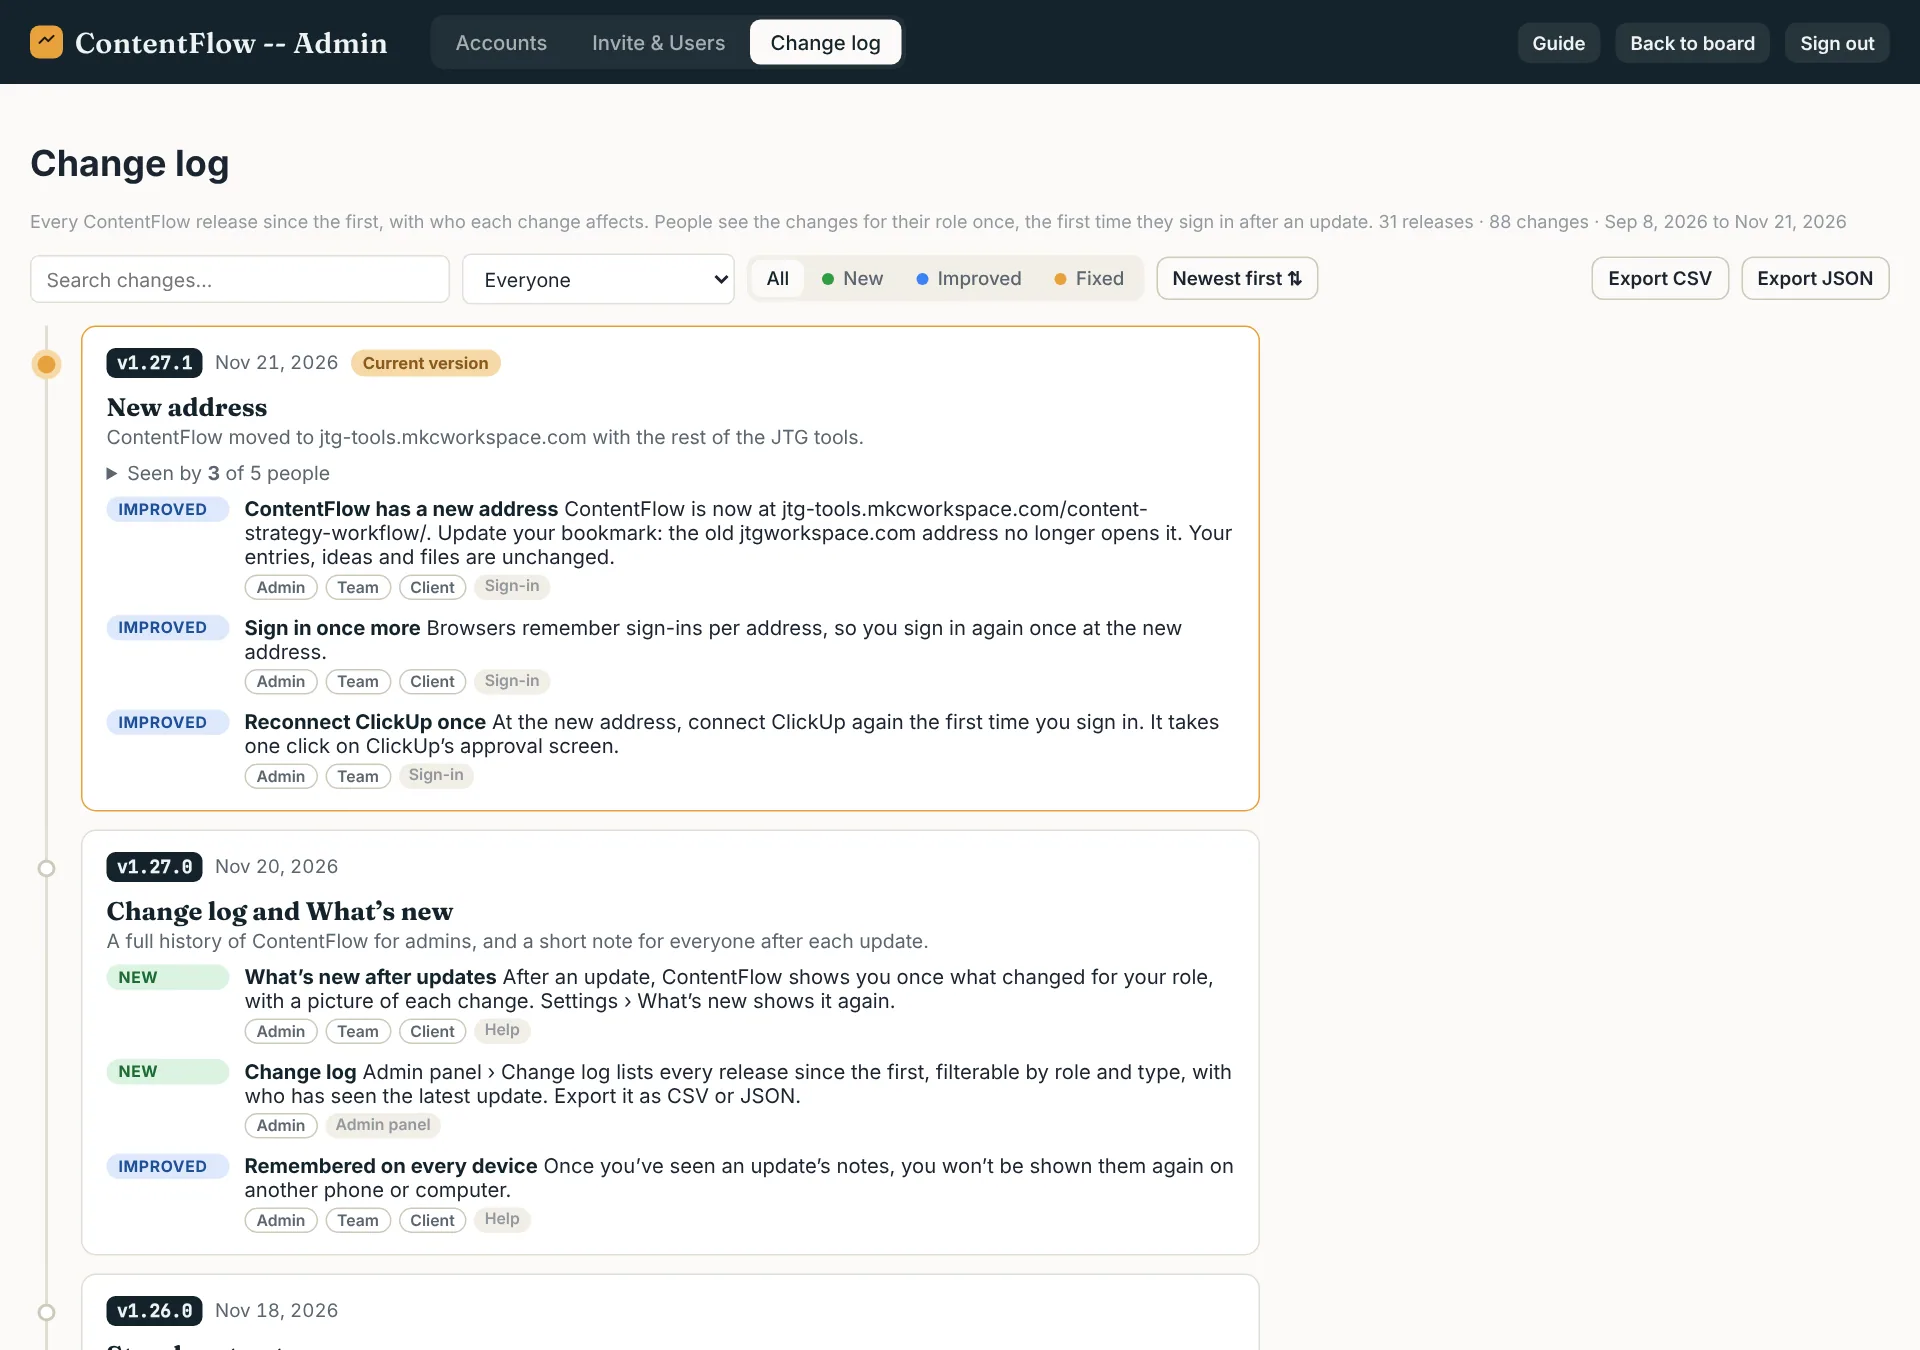 ContentFlow -- Admin
Accounts
Invite & Users
Change log
Guide
Back to board
Sign out
Change log
Every ContentFlow release since the first, with who each change affects. People see the changes for their role once, the first time they sign in after an update. 31 releases · 88 changes · Sep 8, 2026 to Nov 21, 2026
Search changes...
Everyone
All
New
Improved
Fixed
Newest first ⇅
Export CSV
Export JSON
v1.27.1 Nov 21, 2026 Current version
New address
ContentFlow moved to jtg-tools.mkcworkspace.com with the rest of the JTG tools.
▶ Seen by 3 of 5 people
IMPROVED
ContentFlow has a new address ContentFlow is now at jtg-tools.mkcworkspace.com/content-
strategy-workflow/. Update your bookmark: the old jtgworkspace.com address no longer opens it. Your
entries, ideas and files are unchanged.
Admin Team Client Sign-in
IMPROVED
Sign in once more Browsers remember sign-ins per address, so you sign in again once at the new
address.
Admin Team Client Sign-in
IMPROVED
Reconnect ClickUp once At the new address, connect ClickUp again the first time you sign in. It takes
one click on ClickUp’s approval screen.
Admin Team Sign-in
v1.27.0 Nov 20, 2026
Change log and What’s new
A full history of ContentFlow for admins, and a short note for everyone after each update.
NEW
What’s new after updates After an update, ContentFlow shows you once what changed for your role,
with a picture of each change. Settings › What’s new shows it again.
Admin Team Client Help
NEW
Change log Admin panel › Change log lists every release since the first, filterable by role and type, with
who has seen the latest update. Export it as CSV or JSON.
Admin Admin panel
IMPROVED
Remembered on every device Once you’ve seen an update’s notes, you won’t be shown them again on
another phone or computer.
Admin Team Client Help
v1.26.0 Nov 18, 2026